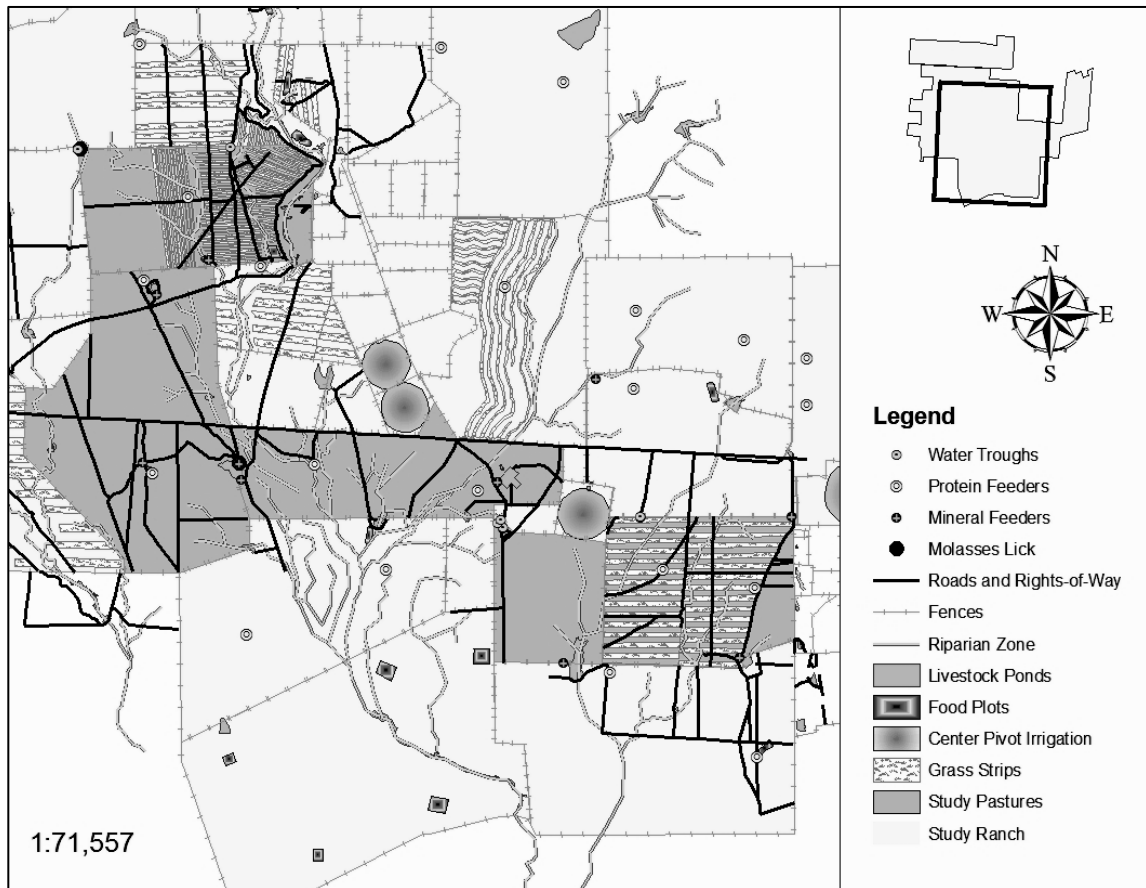 N
W E
S
Legend
Water Troughs
Protein Feeders
Mineral Feeders
Molasses Lick
Roads and Rights-of-Way
Fences
Riparian Zone
Livestock Ponds
Food Plots
Center Pivot Irrigation
Grass Strips
Study Pastures
Study Ranch
1:71,557